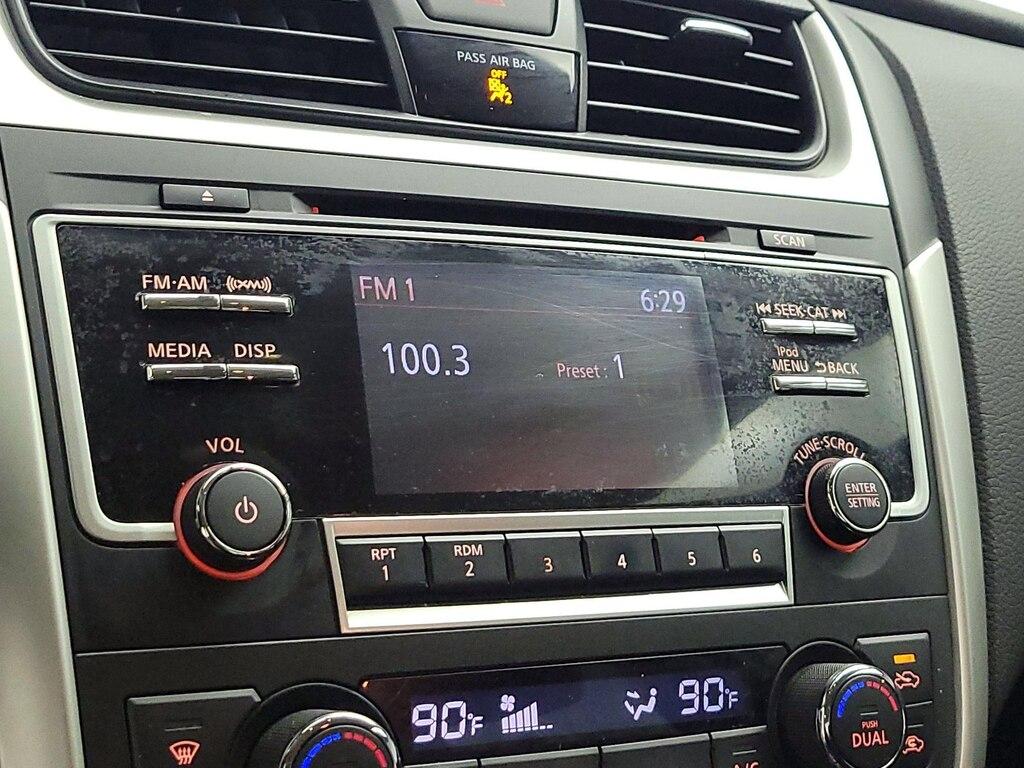 PASS AIR BAG
OFF
2
SCAN
FM·AM ((XM))
FM 1
6:29
SEEK·CAT
MEDIA DISP
100.3
Preset: 1
iPod
MENU BACK
VOL
TUNE·SCROLL
ENTER
SETTING
RPT
1
RDM
2
3
4
5
6
90°F
90°F
PUSH
DUAL
A/C